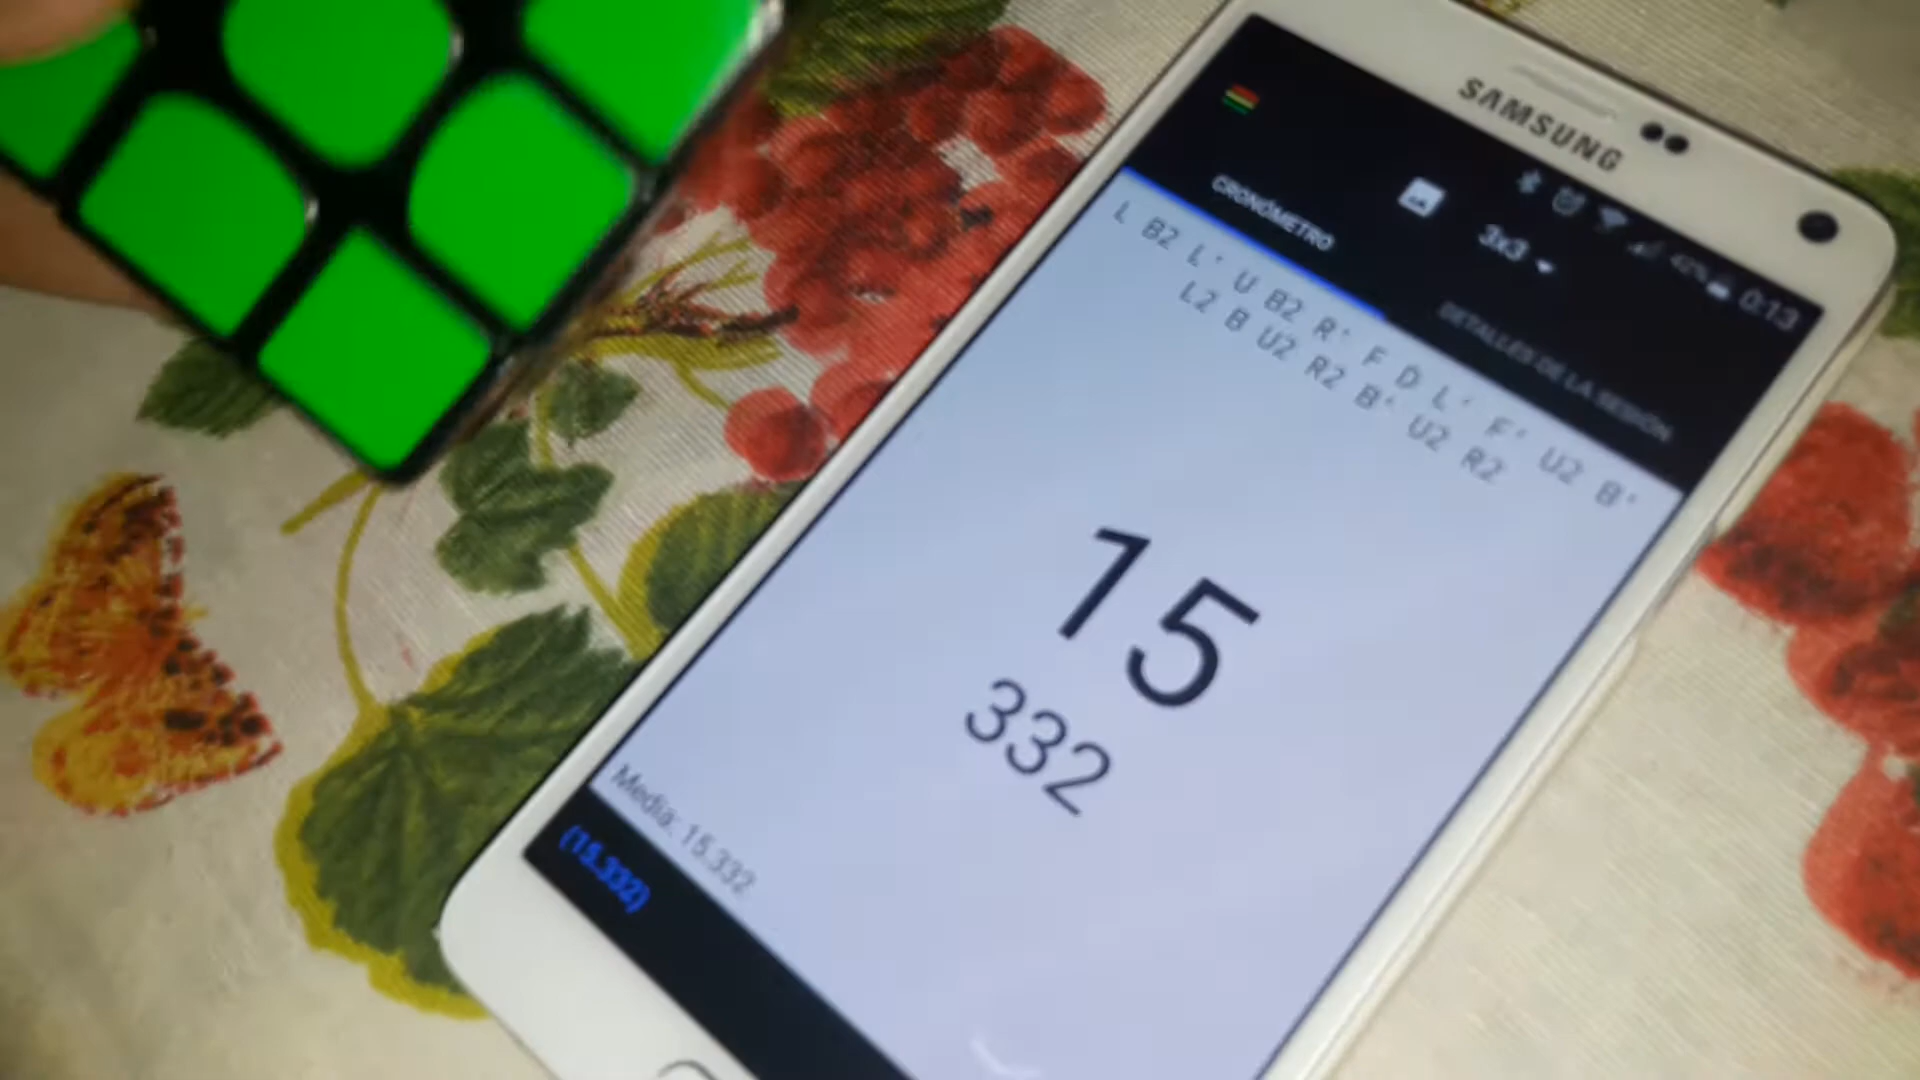 SAMSUNG
42% 0:13
3x3
CRONÓMETRO
DETALLES DE LA SESIÓN
L B2 L' U B2 R' F D L' F' U2 B'
L2 B U2 R2 B' U2 R2
15
332
Media: 15.332
(15.332)